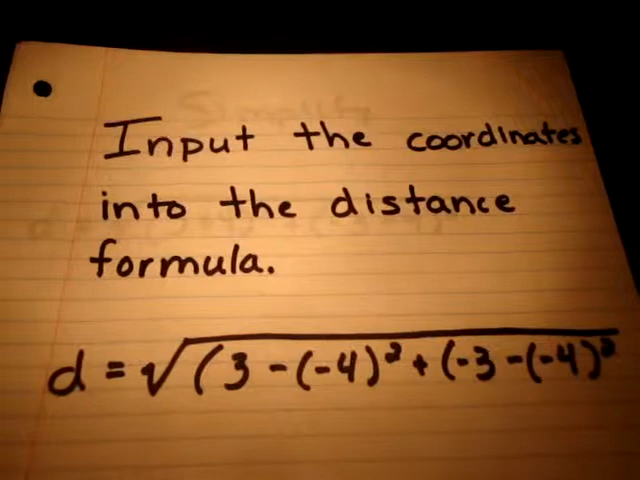 Input the coordinates
into the distance
formula.
d = √(3 -(-4)² + (-3 -(-4)²